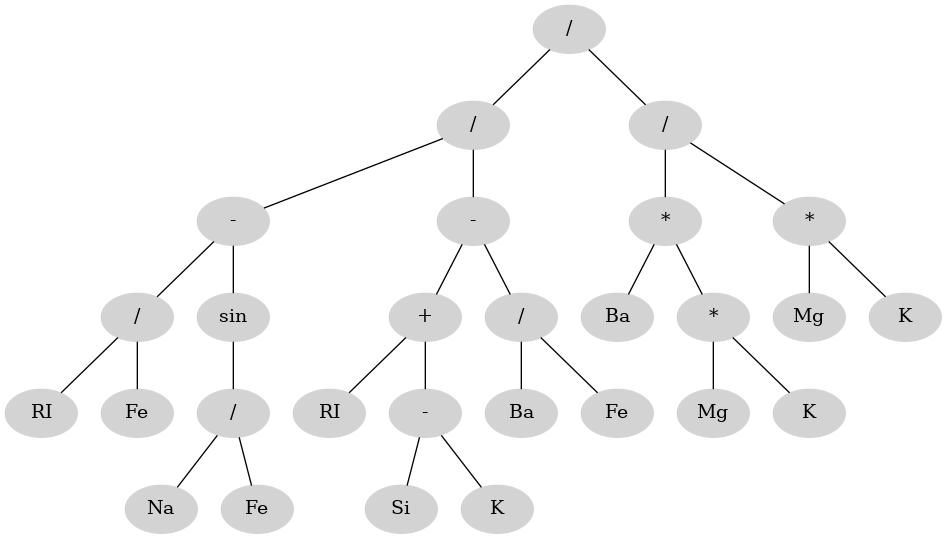 /
/ /
- - * *
/ sin + / Ba * Mg K
RI Fe / RI - Ba Fe Mg K
Na Fe Si K